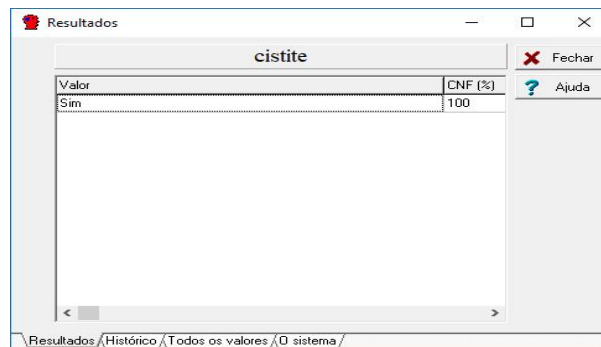 Resultados
cistite
Fechar
Valor CNF (%)
Ajuda
Sim 100
Resultados Histórico Todos os valores O sistema